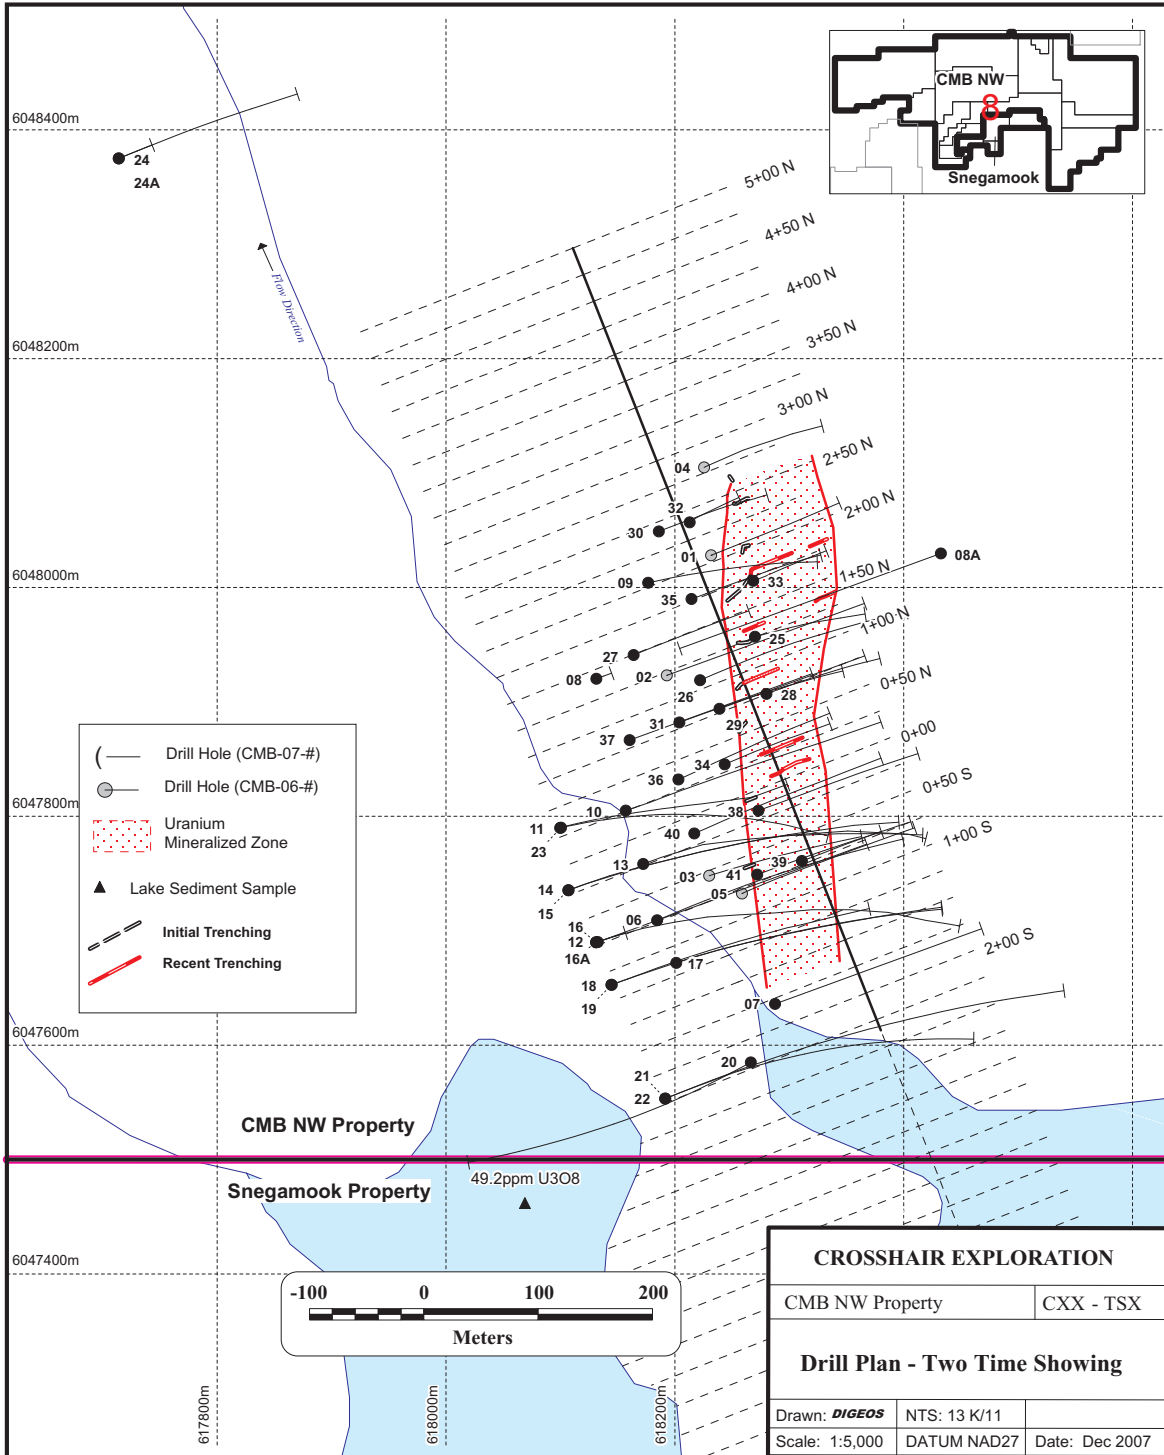 CMB NW
Snegamook
6048400m
24
24A
5+00 N
4+50 N
4+00 N
3+50 N
3+00 N
2+50 N
2+00 N
1+50 N
1+00 N
0+50 N
0+00
0+50 S
1+00 S
2+00 S
Flow Direction
6048200m
04
32
30
01
08A
6048000m
09
33
35
25
27
08
02
26
28
31
29
37
34
36
6047800m
10
11
23
38
40
13
39
03
41
14
15
05
16
06
12
16A
17
18
19
07
6047600m
20
21
22
( Drill Hole (CMB-07-#)
Drill Hole (CMB-06-#)
Uranium
Mineralized Zone
Lake Sediment Sample
Initial Trenching
Recent Trenching
CMB NW Property
Snegamook Property
49.2ppm U3O8
6047400m
-100 0 100 200
Meters
617800m
618000m
618200m
CROSSHAIR EXPLORATION
CMB NW Property CXX - TSX
Drill Plan - Two Time Showing
Drawn: DIGEOS NTS: 13 K/11
Scale: 1:5,000 DATUM NAD27 Date: Dec 2007